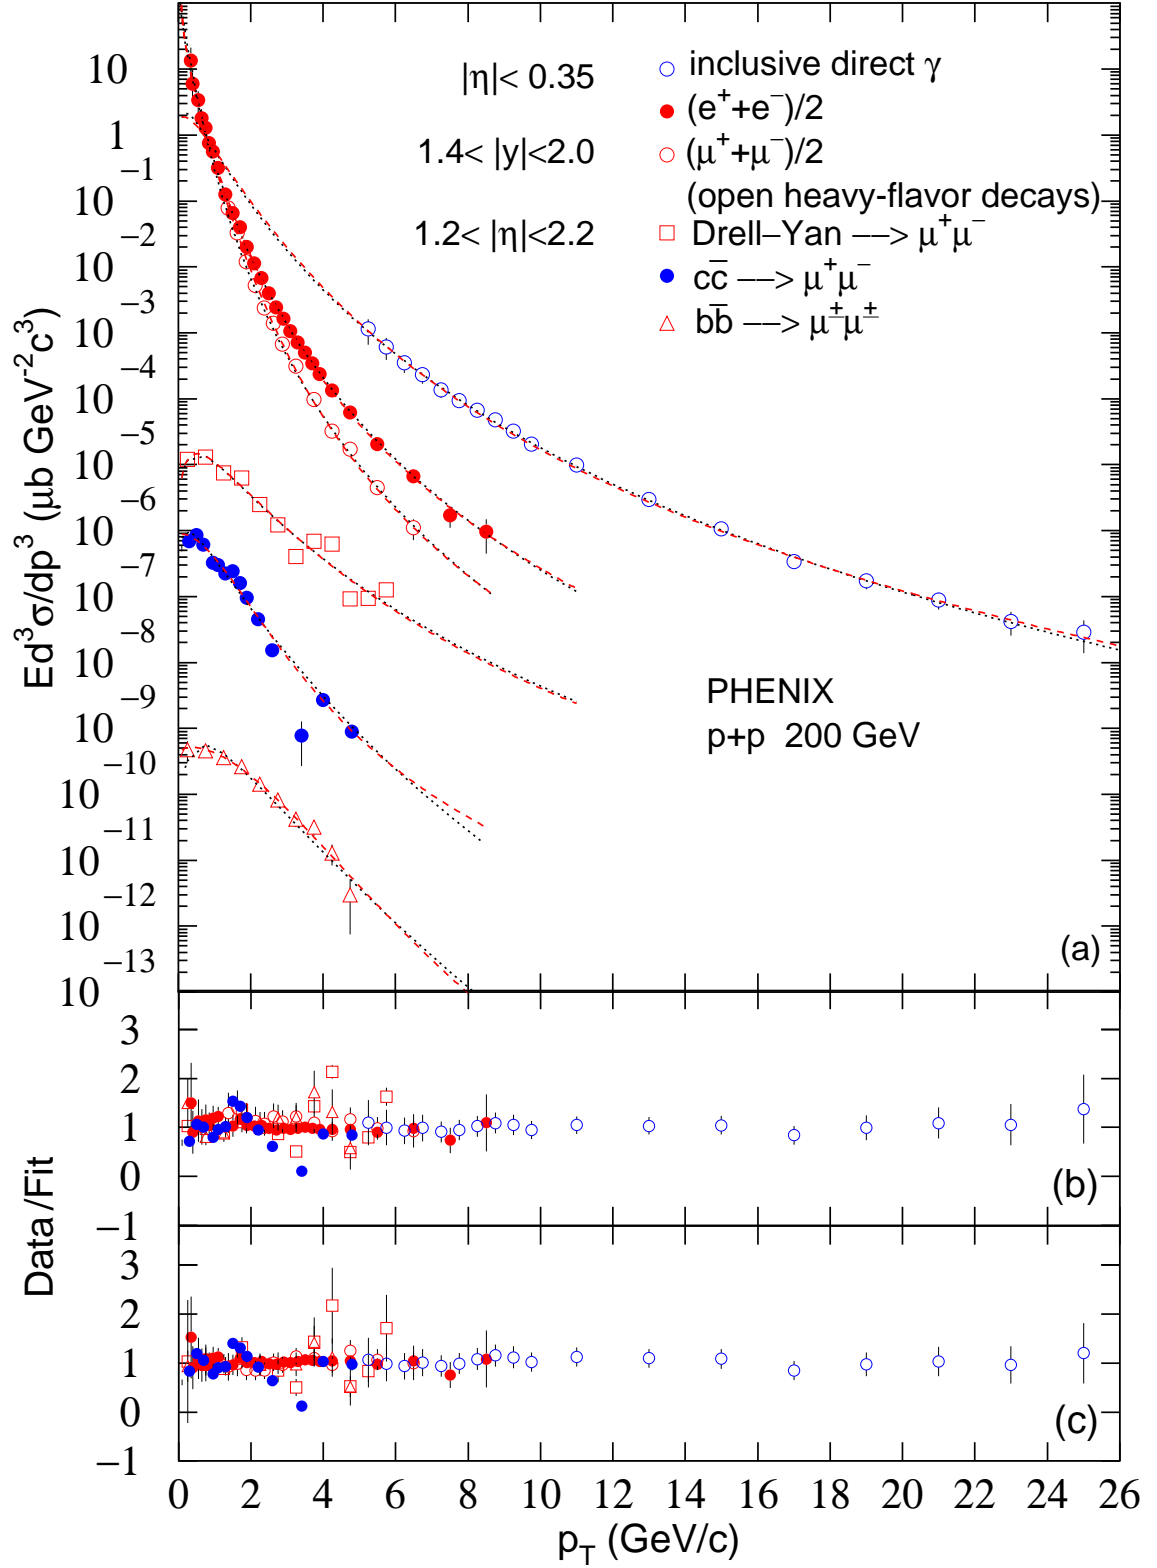 |η|< 0.35
inclusive direct γ
(e⁺+e⁻)/2
1.4< |y|<2.0
(μ⁺+μ⁻)/2
(open heavy-flavor decays)
1.2< |η|<2.2
Drell–Yan —> μ⁺μ⁻
cc̅ —> μ⁺μ⁻
bb̅ —> μ±μ±
10
1
10⁻¹
10⁻²
10⁻³
10⁻⁴
10⁻⁵
10⁻⁶
10⁻⁷
10⁻⁸
10⁻⁹
10⁻¹⁰
10⁻¹¹
10⁻¹²
10⁻¹³
Ed³σ/dp³ (μb GeV⁻²c³)
PHENIX
p+p 200 GeV
(a)
3
2
1
0
−1
(b)
Data/Fit
3
2
1
0
−1
(c)
0 2 4 6 8 10 12 14 16 18 20 22 24 26
p_T (GeV/c)